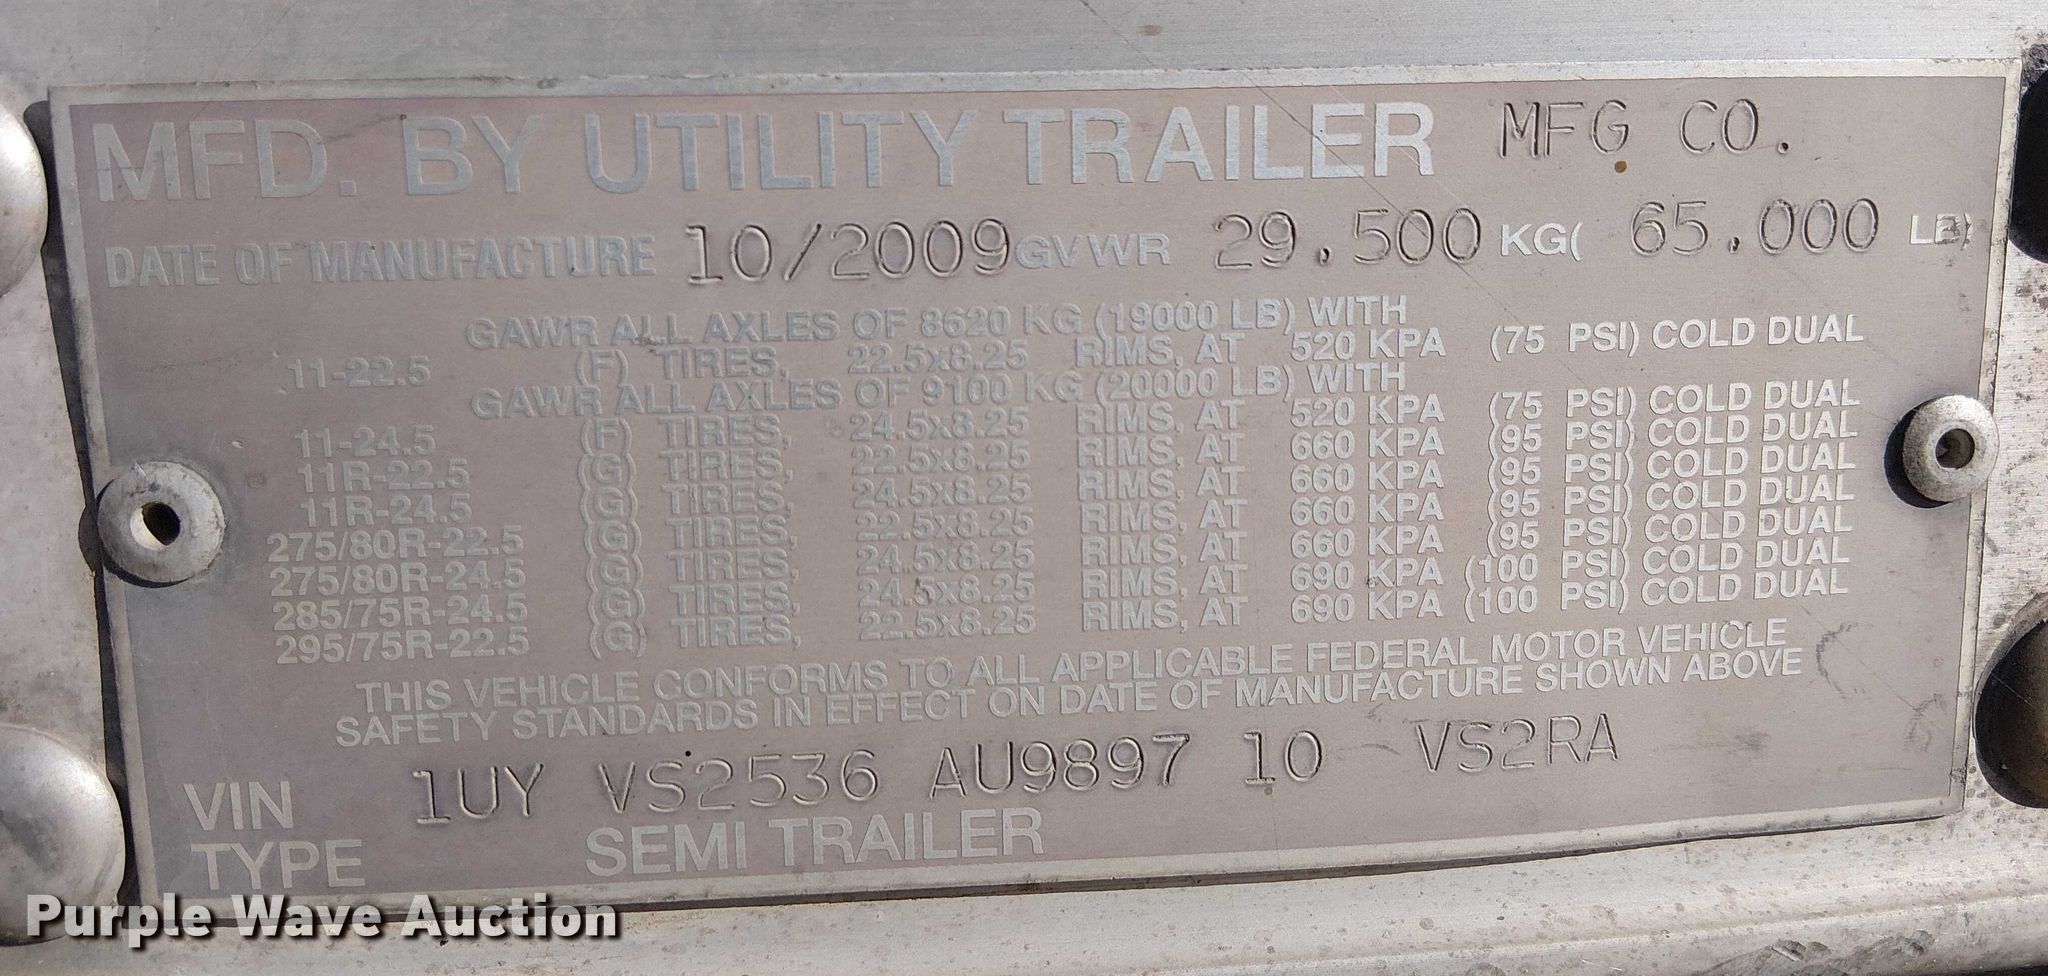 MFD. BY UTILITY TRAILER MFG CO.
DATE OF MANUFACTURE 10/2009 GVWR 29.500 KG( 65.000 LB)
GAWR ALL AXLES OF 8620 KG (19000 LB) WITH
11-22.5 (F) TIRES, 22.5x8.25 RIMS, AT 520 KPA (75 PSI) COLD DUAL
GAWR ALL AXLES OF 9100 KG (20000 LB) WITH
11-24.5 (F) TIRES, 24.5x8.25 RIMS, AT 520 KPA (75 PSI) COLD DUAL
11R-22.5 (G) TIRES, 22.5x8.25 RIMS, AT 660 KPA (95 PSI) COLD DUAL
11R-24.5 (G) TIRES, 24.5x8.25 RIMS, AT 660 KPA (95 PSI) COLD DUAL
275/80R-22.5 (G) TIRES, 22.5x8.25 RIMS, AT 660 KPA (95 PSI) COLD DUAL
275/80R-24.5 (G) TIRES, 24.5x8.25 RIMS, AT 660 KPA (95 PSI) COLD DUAL
285/75R-24.5 (G) TIRES, 24.5x8.25 RIMS, AT 690 KPA (100 PSI) COLD DUAL
295/75R-22.5 (G) TIRES, 22.5x8.25 RIMS, AT 690 KPA (100 PSI) COLD DUAL
THIS VEHICLE CONFORMS TO ALL APPLICABLE FEDERAL MOTOR VEHICLE
SAFETY STANDARDS IN EFFECT ON DATE OF MANUFACTURE SHOWN ABOVE
VIN 1UY VS2536 AU9897 10 VS2RA
TYPE SEMI TRAILER
Purple Wave Auction